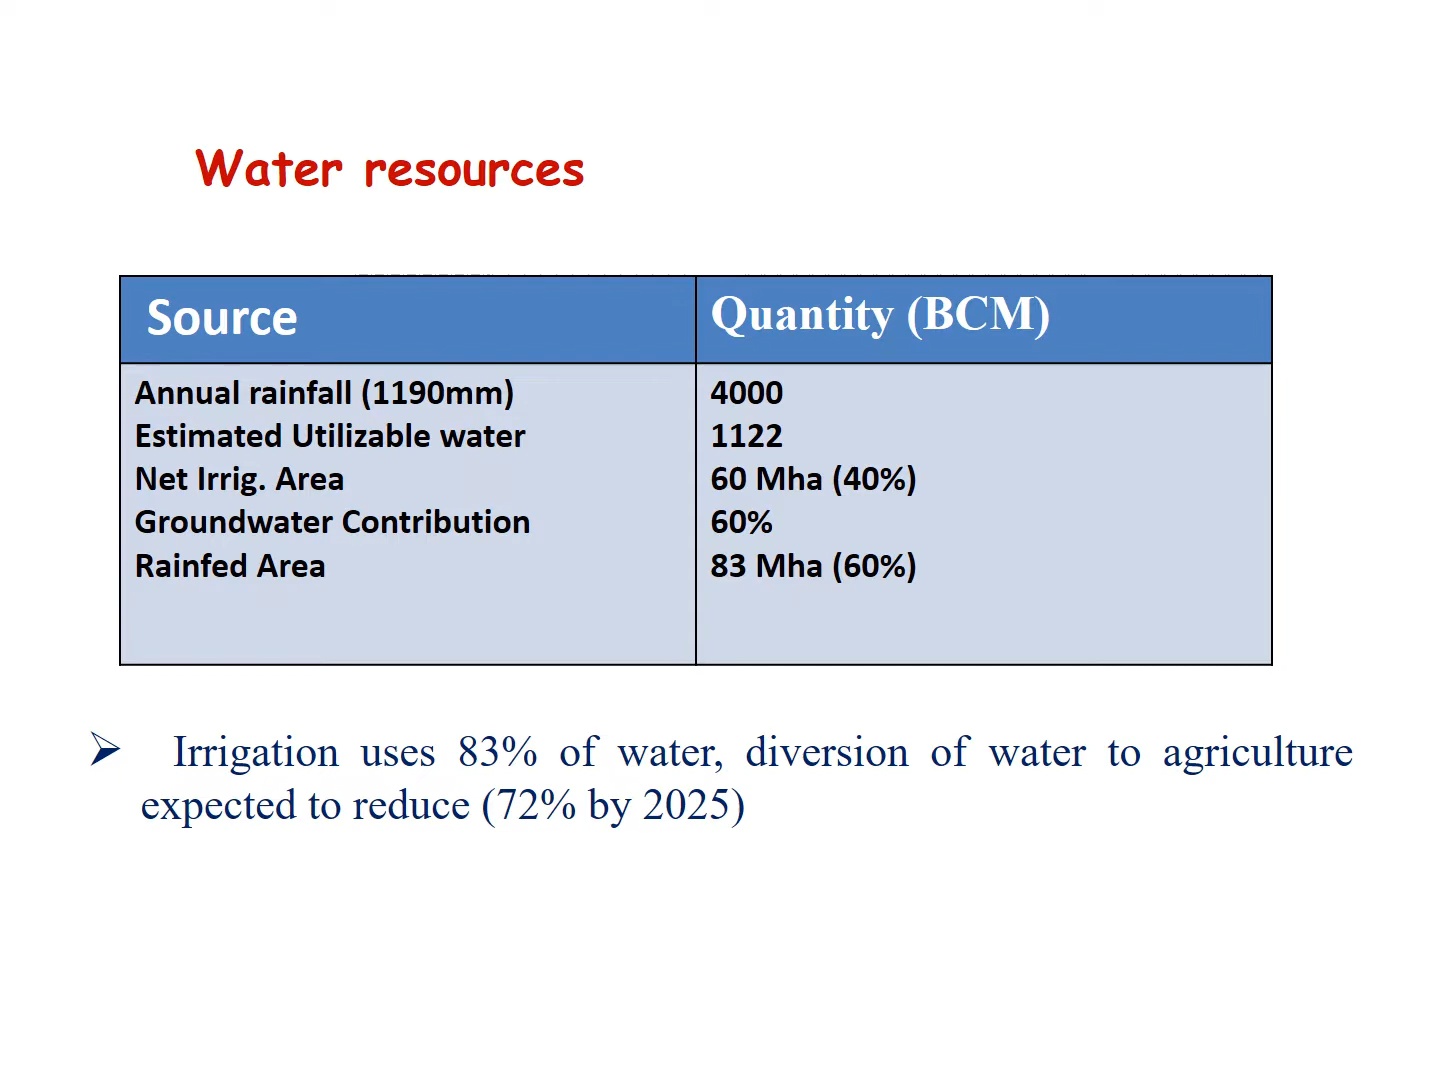 Water resources
Source
Quantity (BCM)
Annual rainfall (1190mm)
4000
Estimated Utilizable water
1122
Net Irrig. Area
60 Mha (40%)
Groundwater Contribution
60%
Rainfed Area
83 Mha (60%)
➢ Irrigation uses 83% of water, diversion of water to agriculture
expected to reduce (72% by 2025)